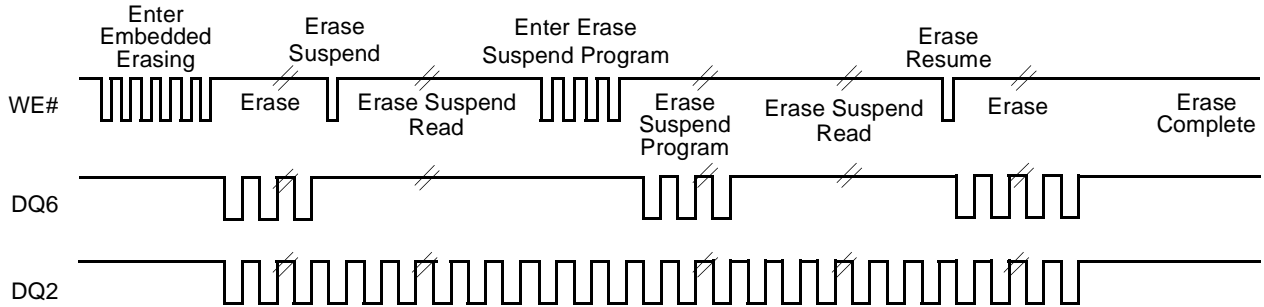 Enter
Embedded
Erasing
Erase
Suspend
Enter Erase
Suspend Program
Erase
Resume
WE#
Erase
Erase Suspend
Read
Erase
Suspend
Program
Erase Suspend
Read
Erase
Erase
Complete
DQ6
DQ2